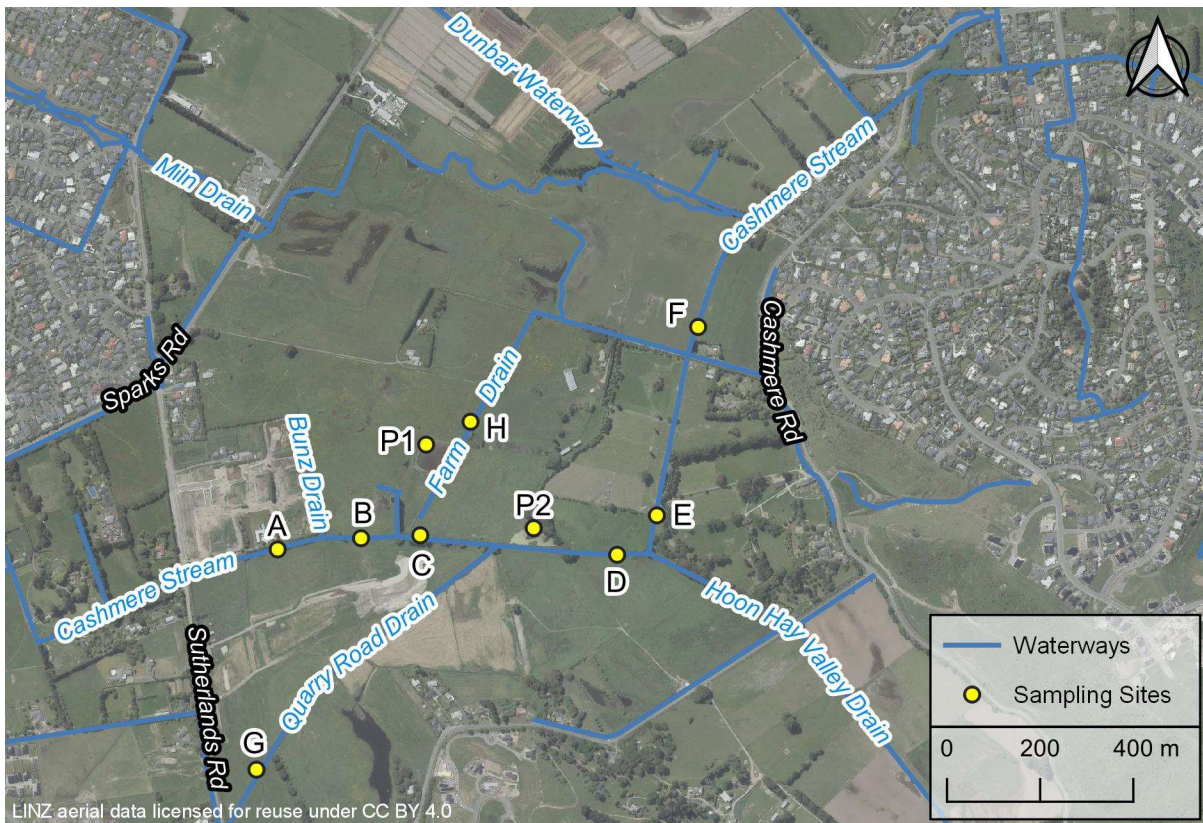 Dunbar Waterway
Cashmere Stream
Miln Drain
Sparks Rd
F
Cashmere Rd
Drain
H
P1
Farm
Bunz Drain
P2
E
B
A
C
D
Cashmere Stream
Hoon Hay Valley Drain
Quarry Road Drain
Sutherlands Rd
G
Waterways
Sampling Sites
0 200 400 m
LINZ aerial data licensed for reuse under CC BY 4.0